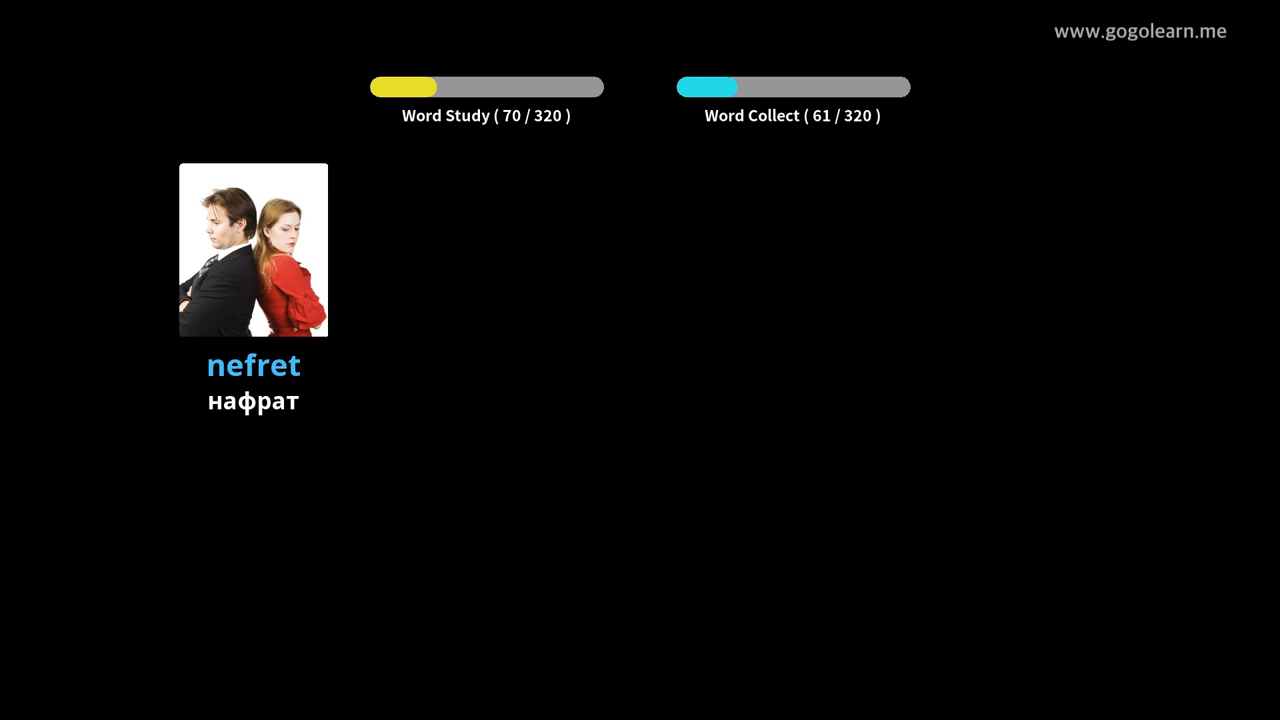 www.gogolearn.me
Word Study ( 70 / 320 )
Word Collect ( 61 / 320 )
nefret
нафрат